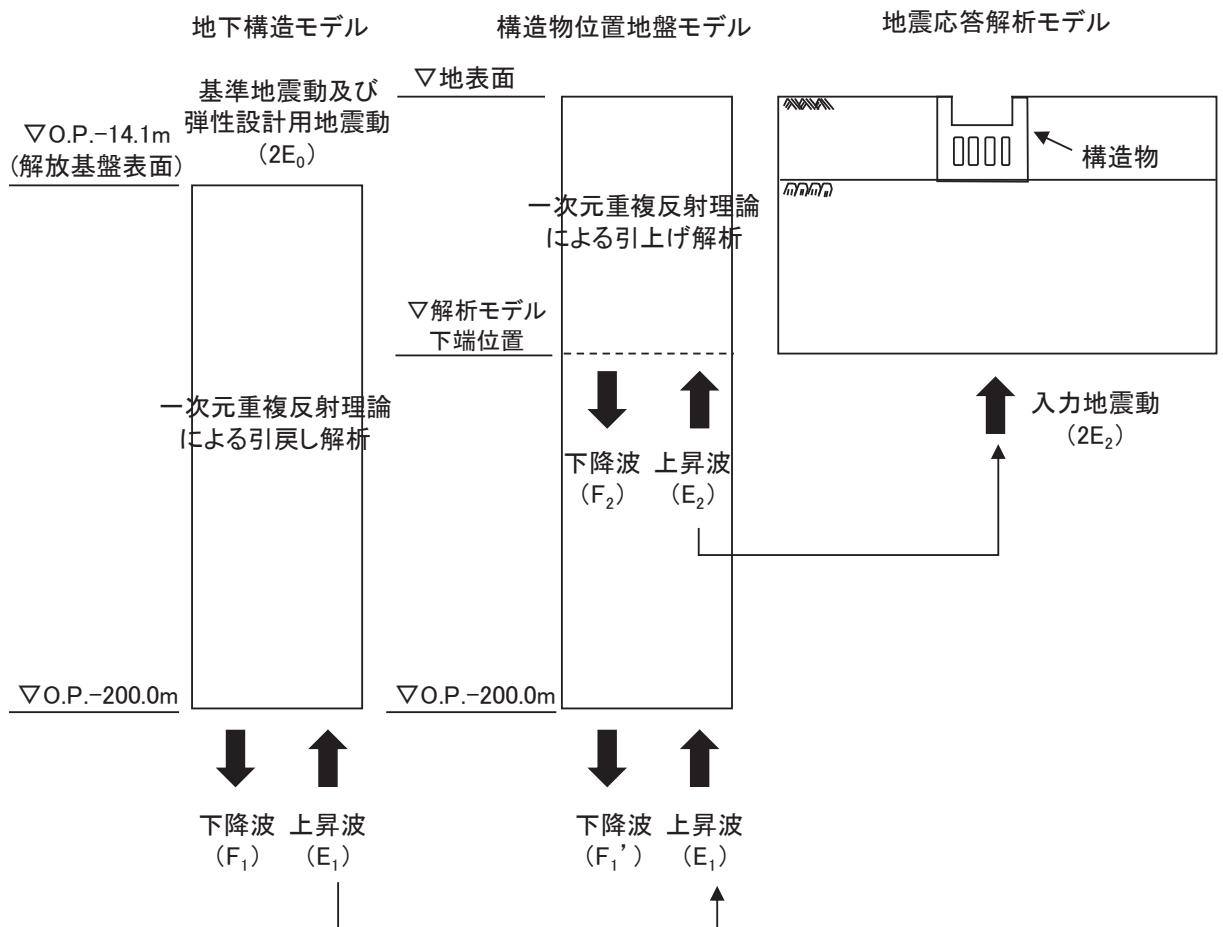 地下構造モデル
基準地震動及び
弾性設計用地震動
（2E₀）
▽O.P.-14.1m
(解放基盤表面)
一次元重複反射理論
による引戻し解析
▽O.P.-200.0m
下降波 上昇波
（F₁） （E₁）
構造物位置地盤モデル
▽地表面
一次元重複反射理論
による引上げ解析
▽解析モデル
下端位置
下降波 上昇波
（F₂） （E₂）
▽O.P.-200.0m
下降波 上昇波
（F₁’） （E₁）
地震応答解析モデル
構造物
入力地震動
（2E₂）